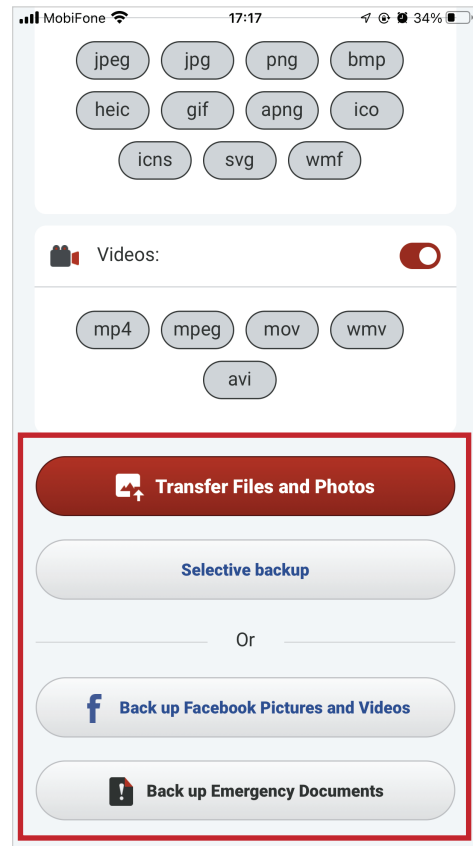 MobiFone 17:17 34%
jpeg jpg png bmp
heic gif apng ico
icns svg wmf
Videos:
mp4 mpeg mov wmv
avi
Transfer Files and Photos
Selective backup
Or
f Back up Facebook Pictures and Videos
Back up Emergency Documents